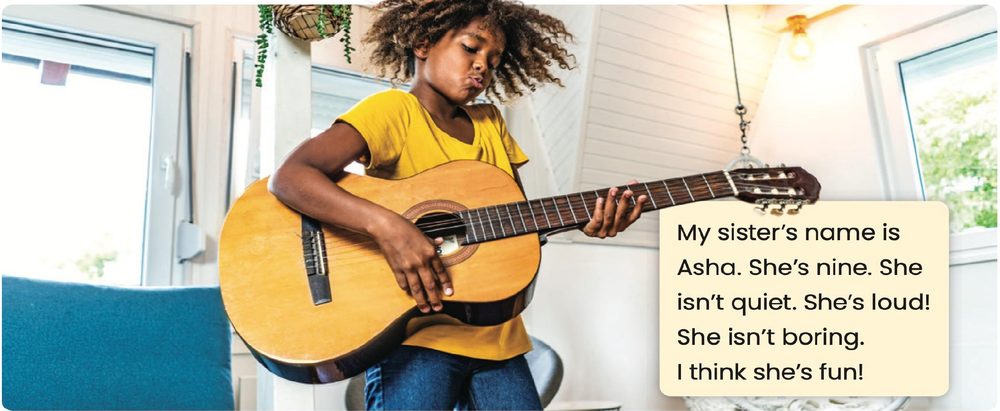 My sister’s name is
Asha. She’s nine. She
isn’t quiet. She’s loud!
She isn’t boring.
I think she’s fun!